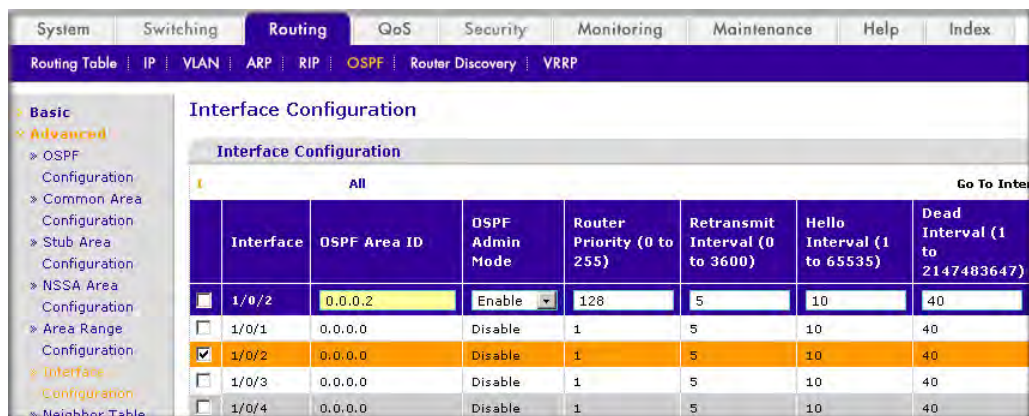 System Switching Routing QoS Security Monitoring Maintenance Help Index
Routing Table IP VLAN ARP RIP OSPF Router Discovery VRRP
Basic
Advanced
» OSPF
Configuration
» Common Area
Configuration
» Stub Area
Configuration
» NSSA Area
Configuration
» Area Range
Configuration
» Interface
Configuration
» Neighbor Table
Interface Configuration
Interface Configuration
1 All Go To Inte
Interface OSPF Area ID OSPF Admin Mode Router Priority (0 to 255) Retransmit Interval (0 to 3600) Hello Interval (1 to 65535) Dead Interval (1 to 2147483647)
1/0/2 0.0.0.2 Enable 128 5 10 40
1/0/1 0.0.0.0 Disable 1 5 10 40
1/0/2 0.0.0.0 Disable 1 5 10 40
1/0/3 0.0.0.0 Disable 1 5 10 40
1/0/4 0.0.0.0 Disable 1 5 10 40